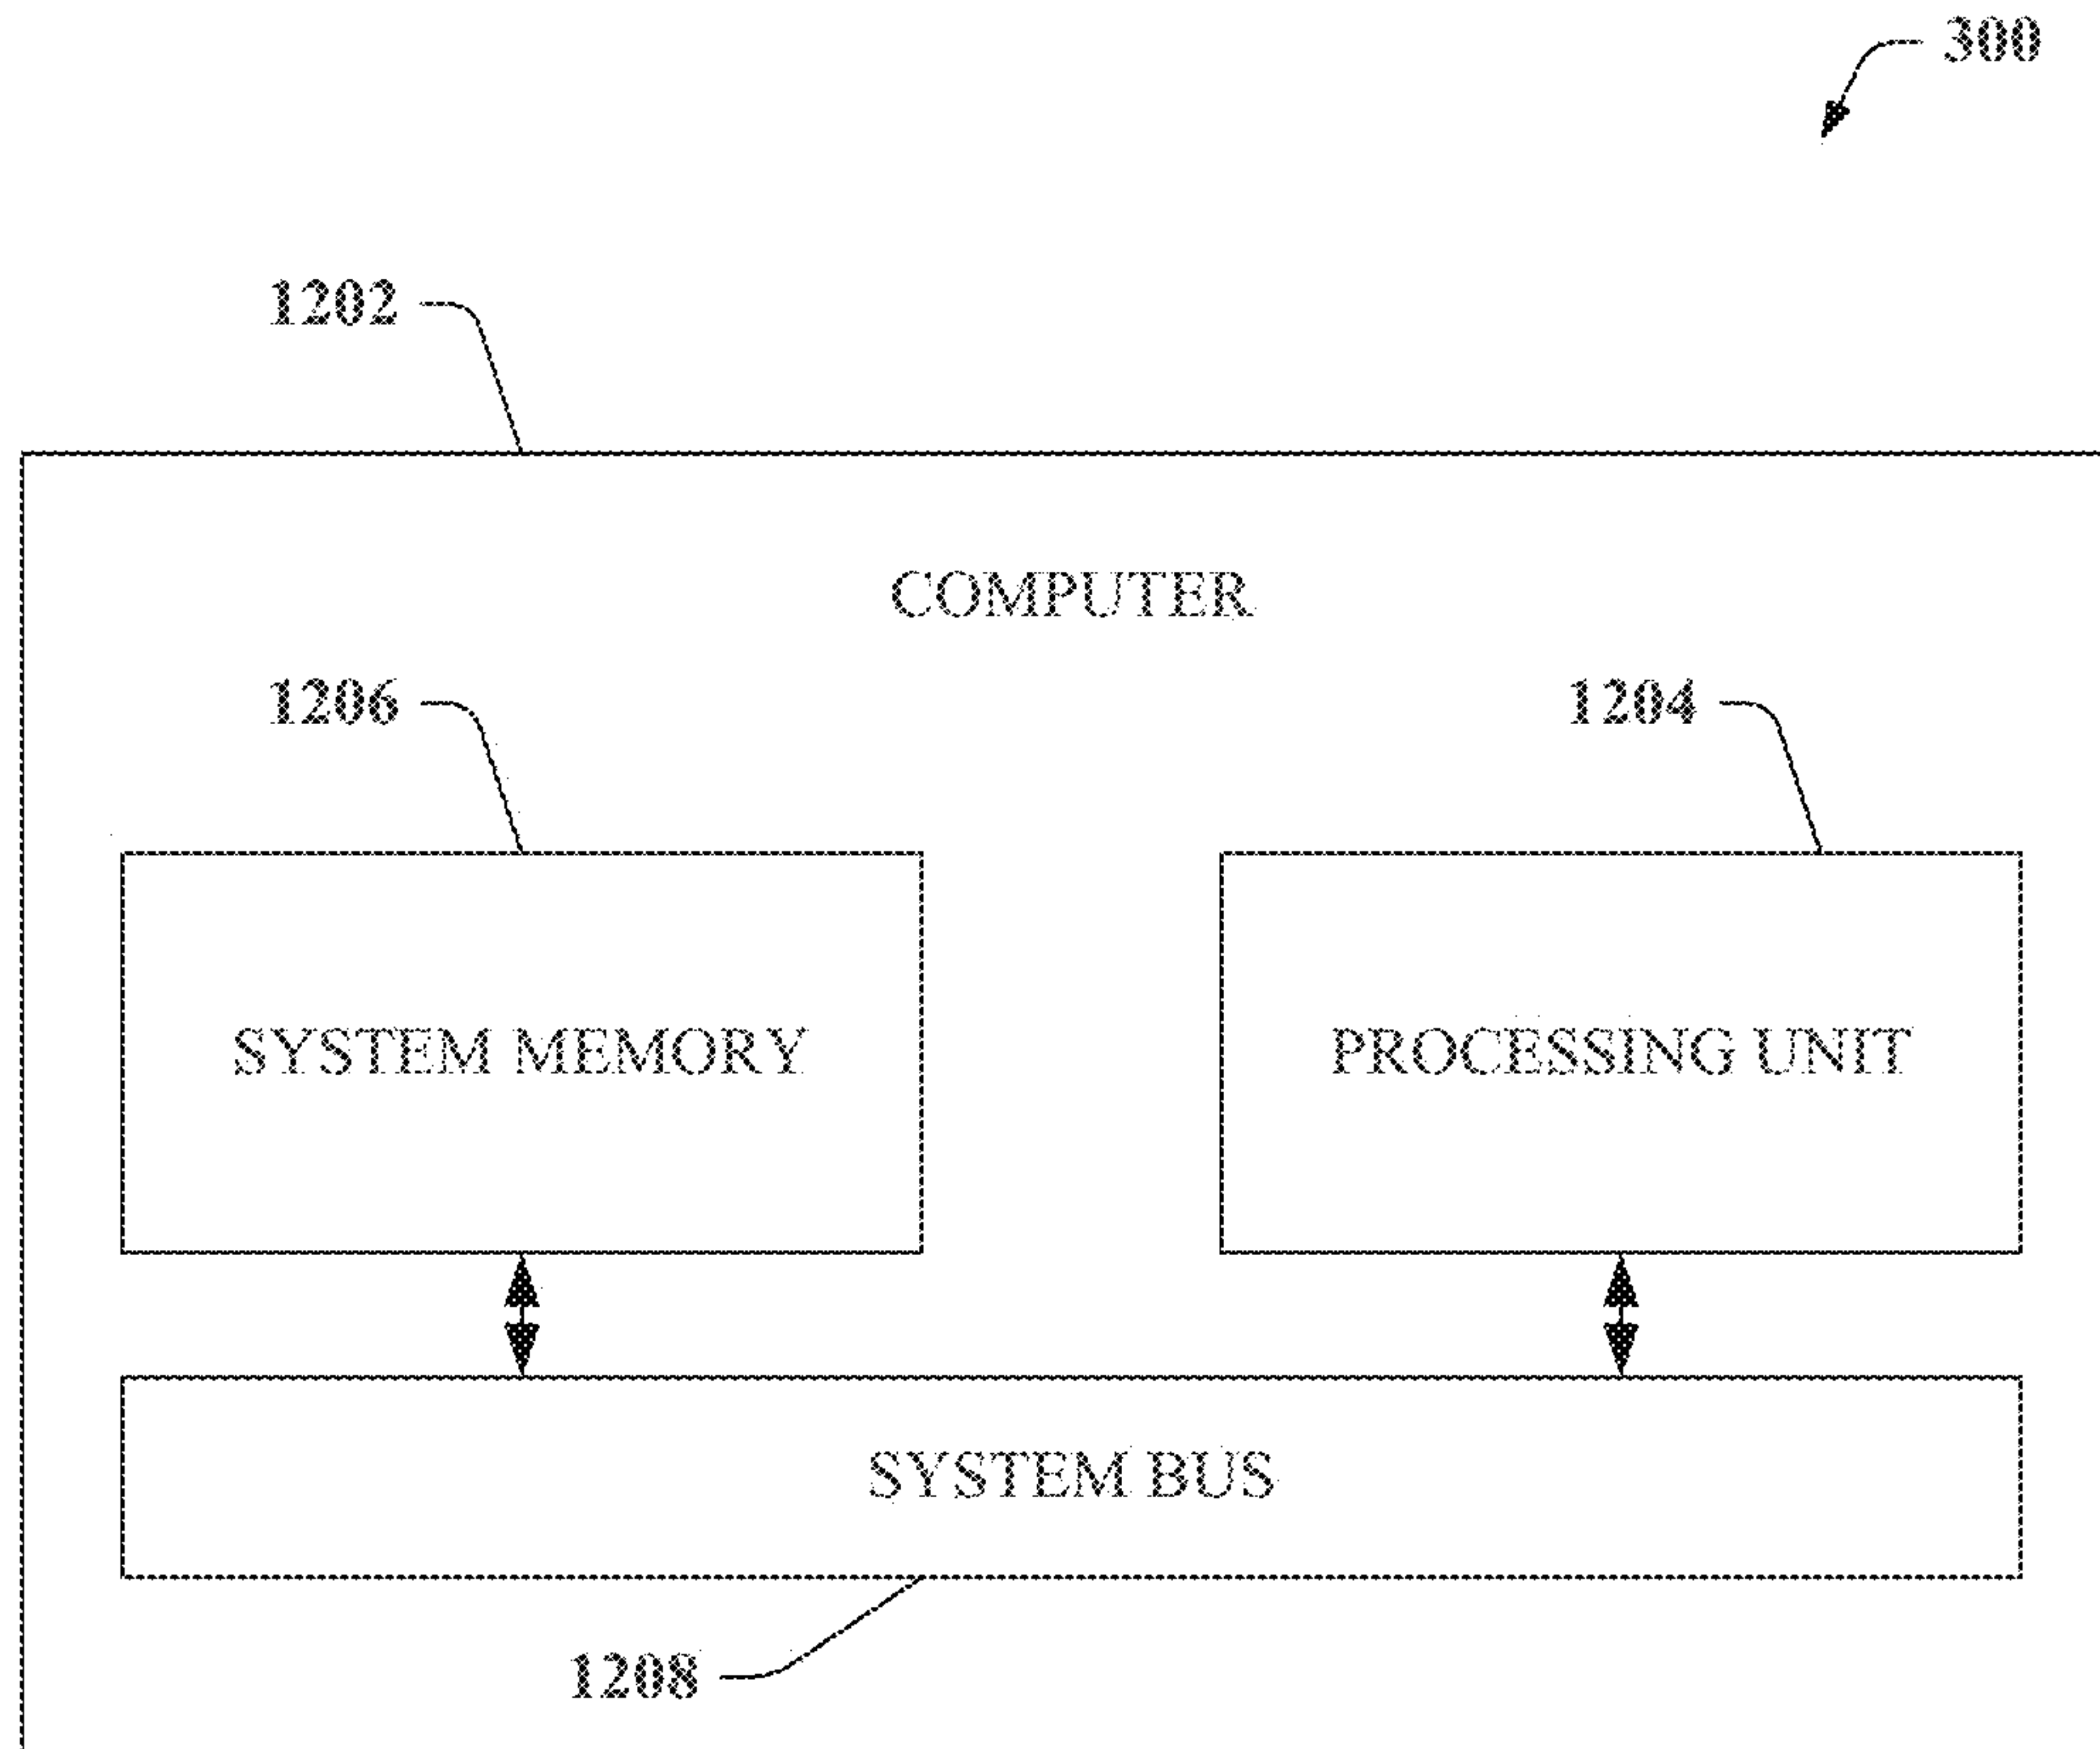 300
1202
COMPUTER
1206
1204
SYSTEM MEMORY
PROCESSING UNIT
SYSTEM BUS
1208